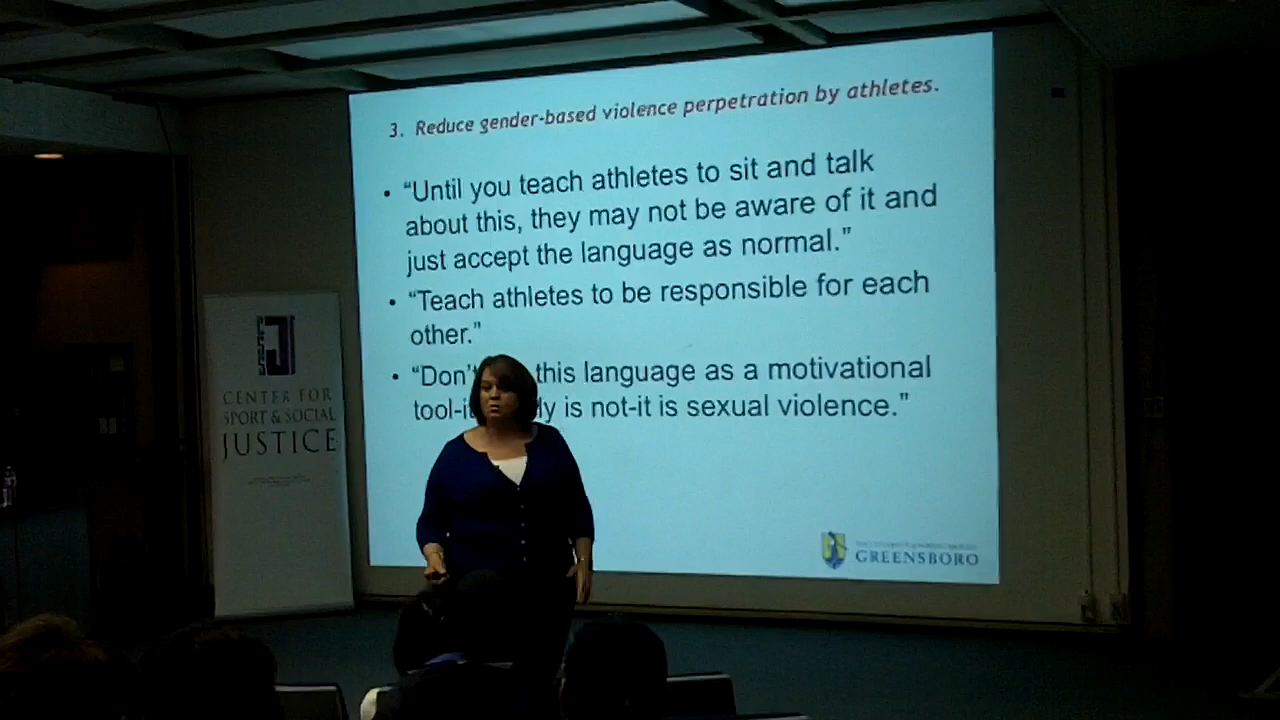 3. Reduce gender-based violence perpetration by athletes.
• “Until you teach athletes to sit and talk
about this, they may not be aware of it and
just accept the language as normal.”
• “Teach athletes to be responsible for each
other.”
• “Don’t this language as a motivational
is not-it is sexual violence.”
CENTER FOR
SPORT & SOCIAL
JUSTICE
GREENSBORO